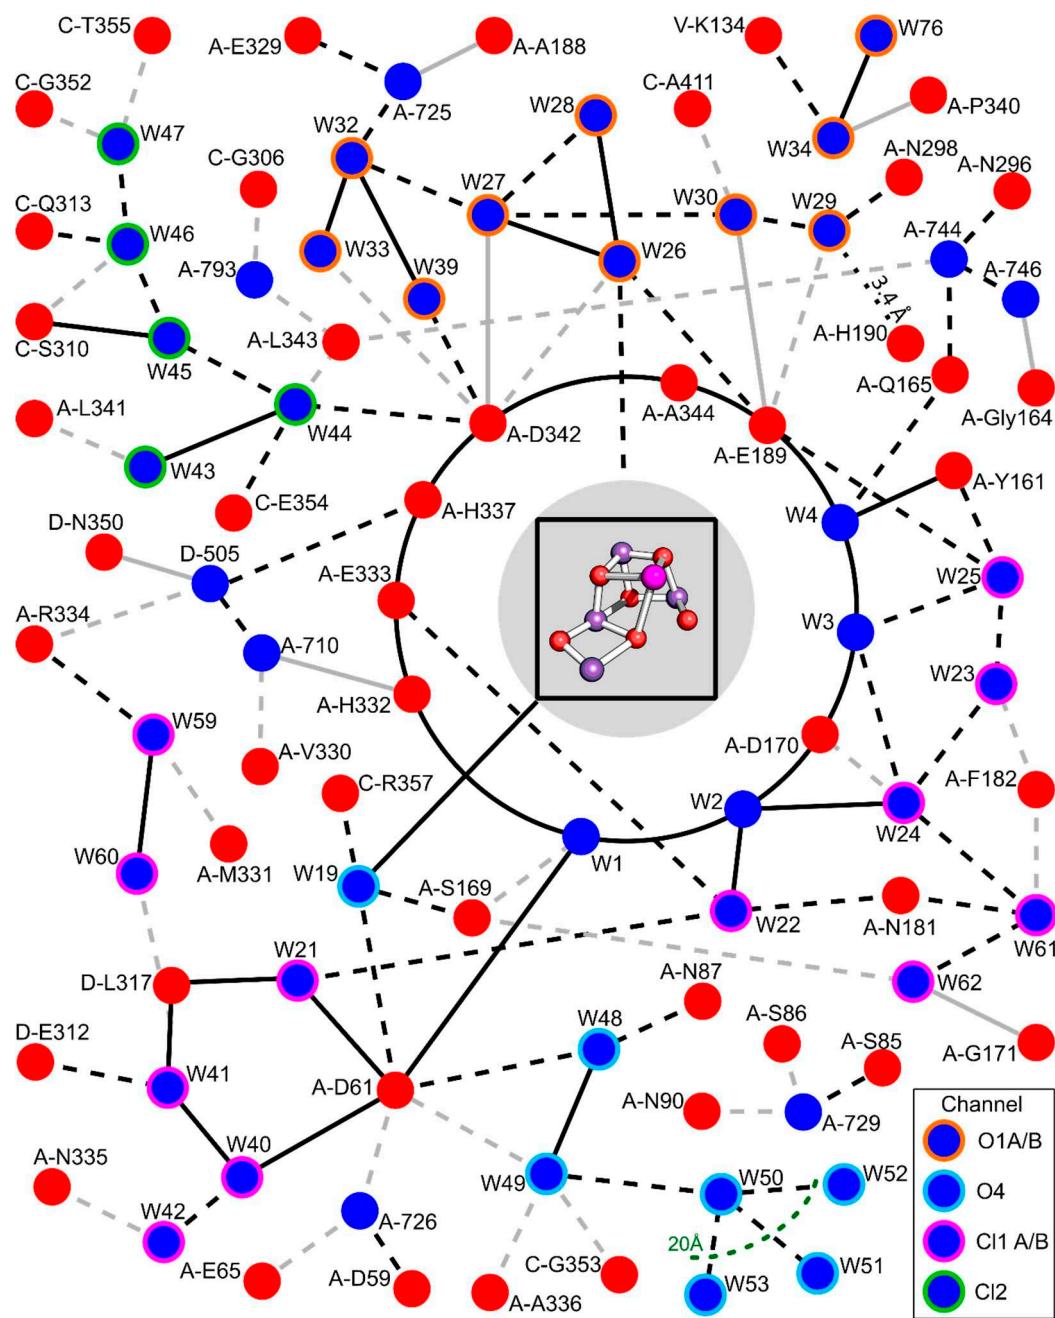 C-T355
A-E329
A-A188
V-K134
W76
C-G352
A-725
C-A411
W28
A-P340
W47
W32
W34
C-G306
A-N298
A-N296
C-Q313
W27
W30
W29
W46
W33
W26
A-744
A-793
W39
A-746
3.4 Å
C-S310
A-L343
A-H190
W45
A-Q165
A-L341
A-A344
A-Gly164
W44
A-D342
A-E189
W43
A-Y161
C-E354
A-H337
W4
D-N350
D-505
A-E333
W25
A-R334
W3
A-710
W23
A-H332
W59
A-D170
A-V330
C-R357
A-F182
W2
W24
W60
A-M331
W19
A-S169
W1
W22
A-N181
W61
W21
D-L317
A-N87
W62
D-E312
W48
A-S86
A-S85
A-G171
W41
A-D61
A-N90
A-729
Channel
O1A/B
W40
A-N335
W49
W50
W52
O4
W42
A-726
20Å
Cl1 A/B
A-E65
A-D59
C-G353
W51
A-A336
W53
Cl2